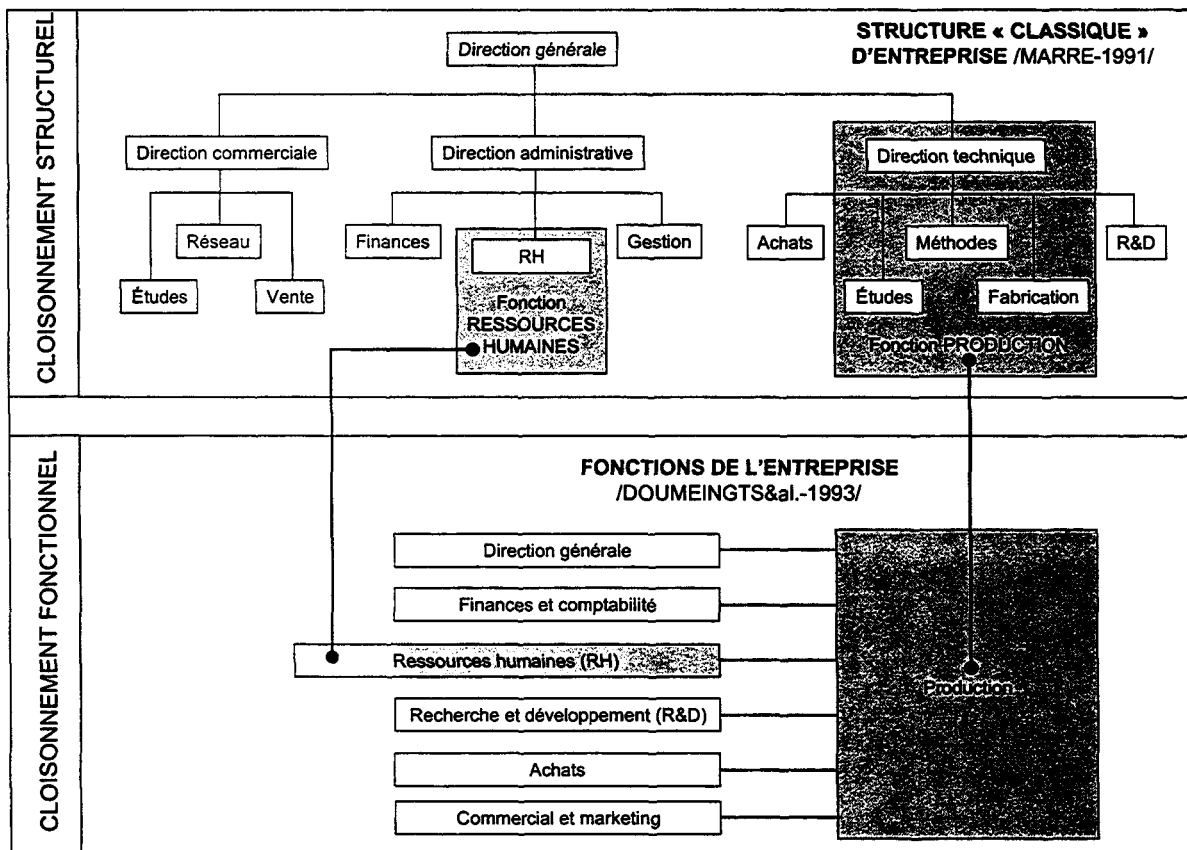 CLOISONNEMENT STRUCTUREL
STRUCTURE « CLASSIQUE »
D'ENTREPRISE /MARRE-1991/
Direction générale
Direction commerciale
Direction administrative
Direction technique
Réseau
Études
Vente
Finances
RH
Gestion
Fonction
RESSOURCES
HUMAINES
Achats
Méthodes
R&D
Études
Fabrication
Fonction PRODUCTION
CLOISONNEMENT FONCTIONNEL
FONCTIONS DE L'ENTREPRISE
/DOUMEINGTS&al.-1993/
Direction générale
Finances et comptabilité
Ressources humaines (RH)
Recherche et développement (R&D)
Achats
Commercial et marketing
Production